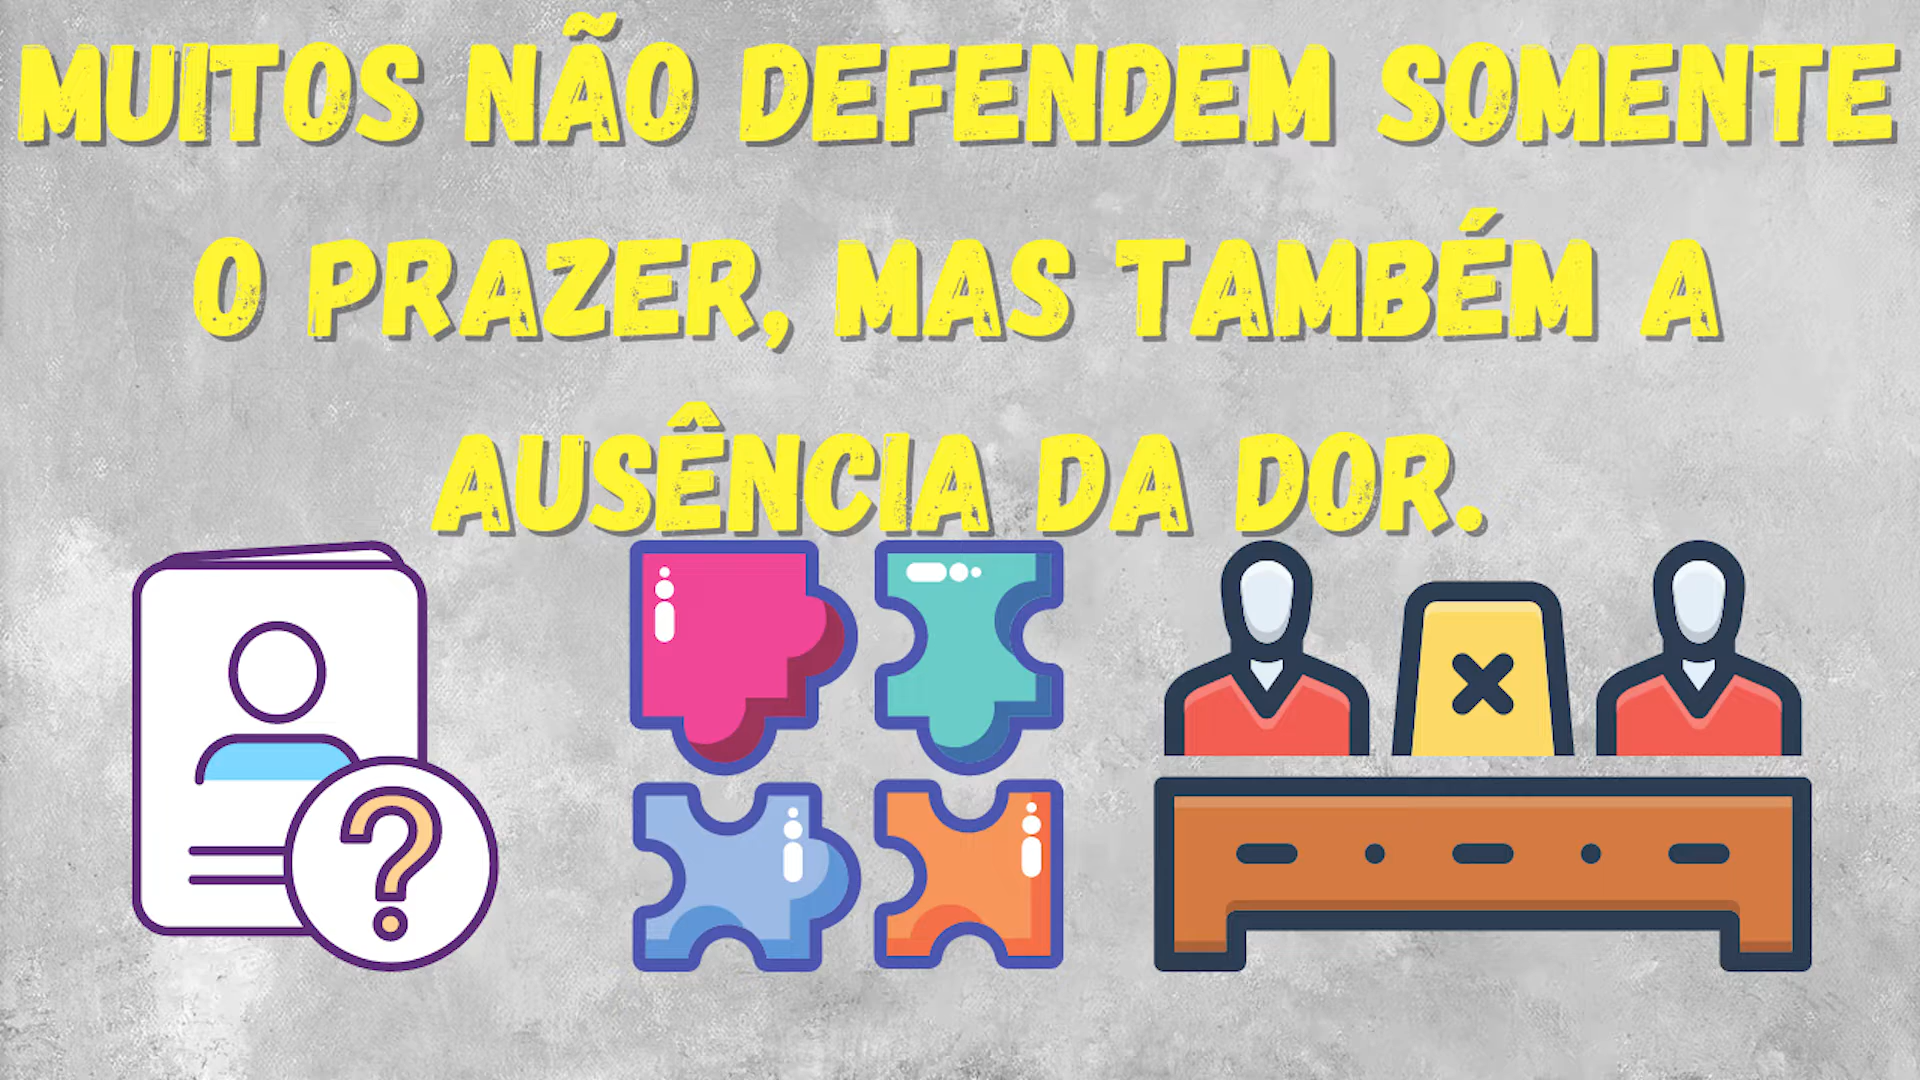 MUITOS NÃO DEFENDEM SOMENTE
O PRAZER, MAS TAMBÉM A
AUSÊNCIA DA DOR.
?